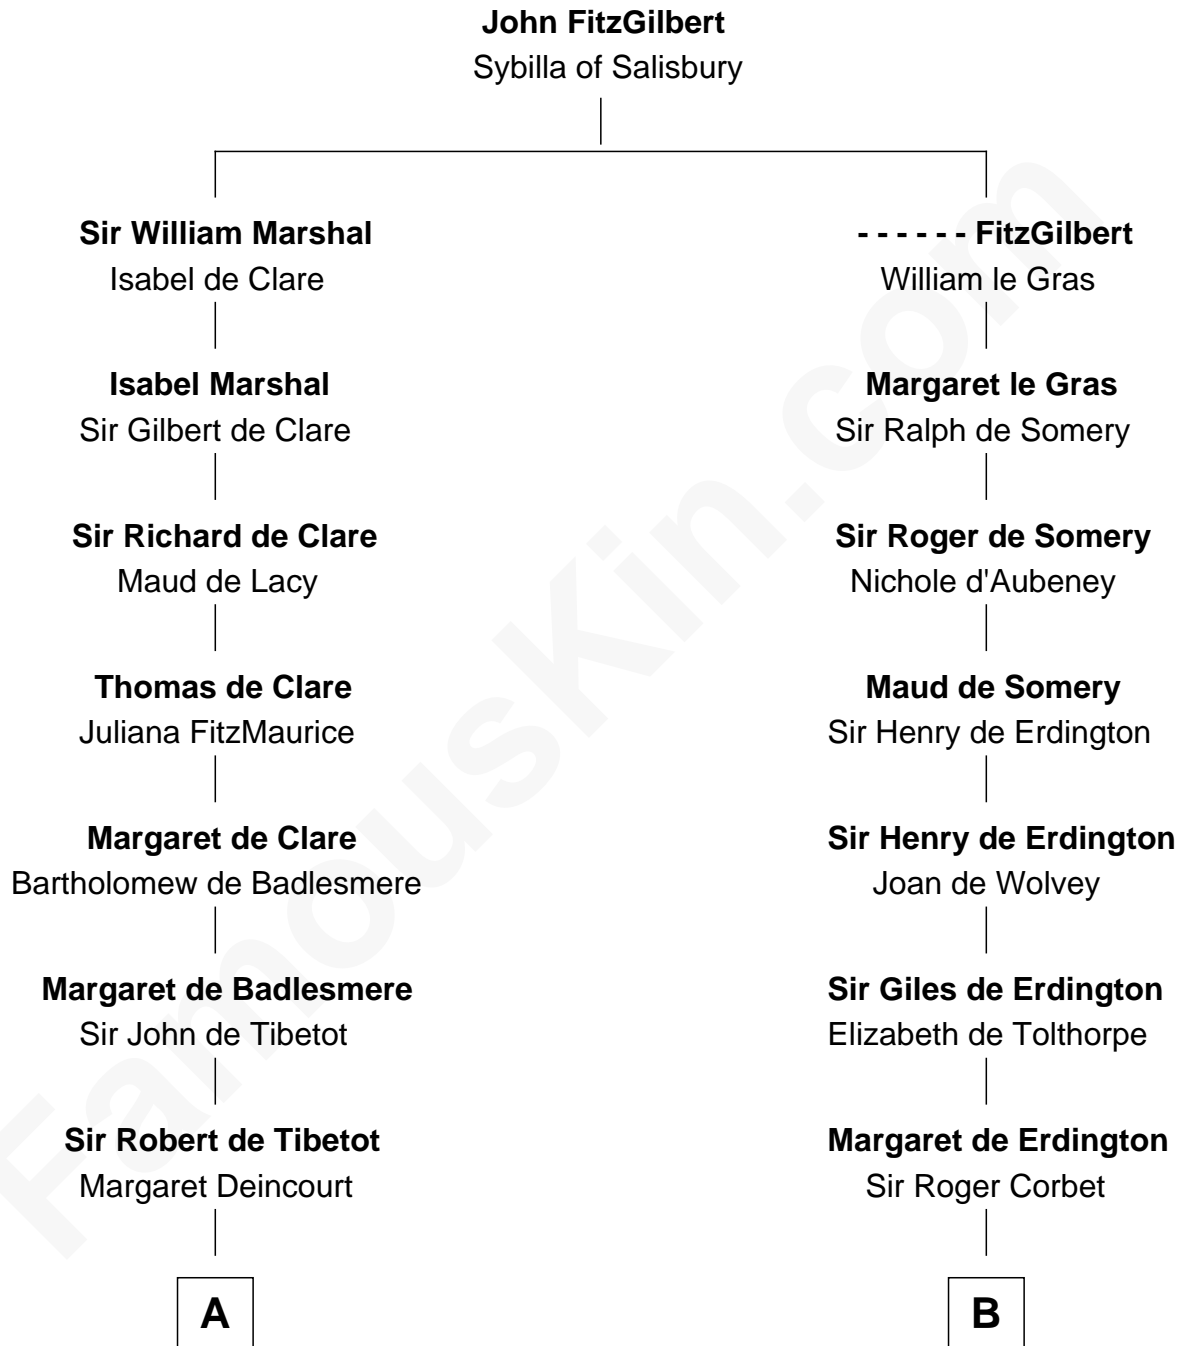 John FitzGilbert
Sybilla of Salisbury
Sir William Marshal
Isabel de Clare
Isabel Marshal
Sir Gilbert de Clare
Sir Richard de Clare
Maud de Lacy
Thomas de Clare
Juliana FitzMaurice
Margaret de Clare
Bartholomew de Badlesmere
Margaret de Badlesmere
Sir John de Tibetot
Sir Robert de Tibetot
Margaret Deincourt
A
- - - - - - FitzGilbert
William le Gras
Margaret le Gras
Sir Ralph de Somery
Sir Roger de Somery
Nichole d'Aubeney
Maud de Somery
Sir Henry de Erdington
Sir Henry de Erdington
Joan de Wolvey
Sir Giles de Erdington
Elizabeth de Tolthorpe
Margaret de Erdington
Sir Roger Corbet
B
FamousKin.com